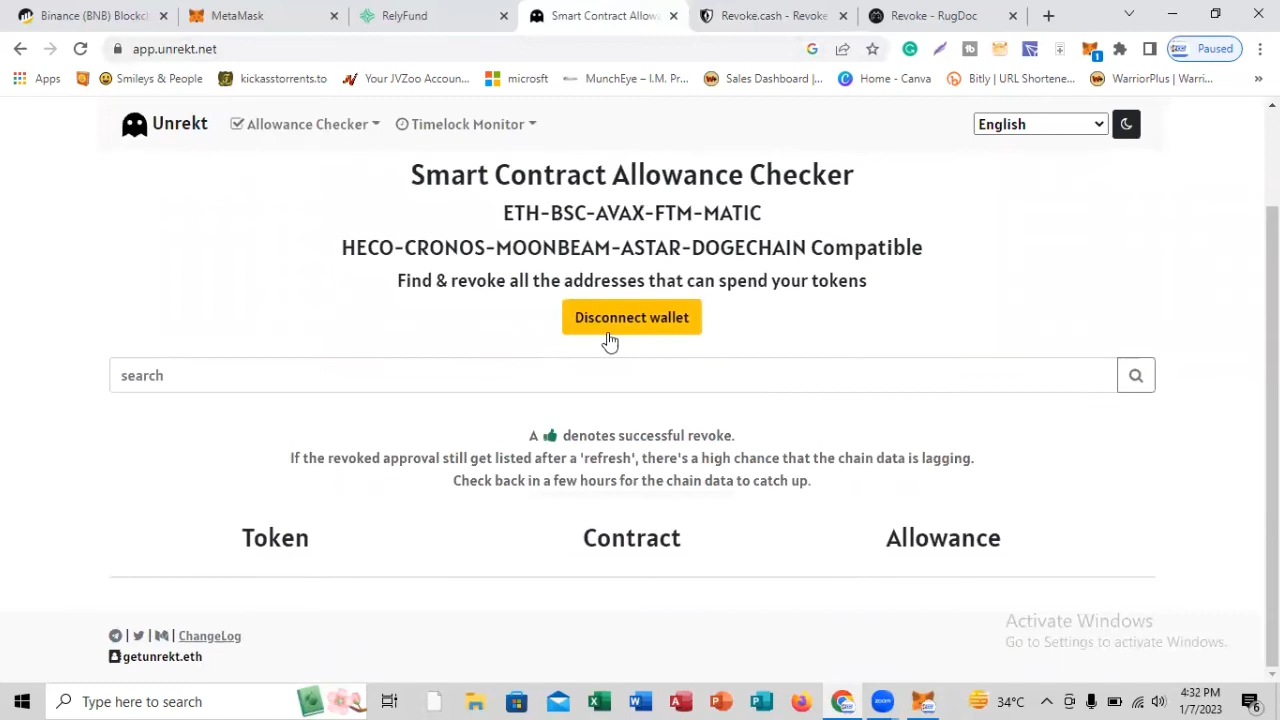 Binance (BNB) Blockc
MetaMask
RelyFund
Smart Contract Allowa
Revoke.cash - Revoke
Revoke - RugDoc
app.unrekt.net
Paused
Apps
Smileys & People
kickasstorrents.to
Your JVZoo Accoun...
microsft
MunchEye – I.M. Pr...
Sales Dashboard |...
Home - Canva
Bitly | URL Shortene...
WarriorPlus | Warri...
Unrekt
Allowance Checker
Timelock Monitor
English
Smart Contract Allowance Checker
ETH-BSC-AVAX-FTM-MATIC
HECO-CRONOS-MOONBEAM-ASTAR-DOGECHAIN Compatible
Find & revoke all the addresses that can spend your tokens
Disconnect wallet
search
A denotes successful revoke.
If the revoked approval still get listed after a 'refresh', there's a high chance that the chain data is lagging.
Check back in a few hours for the chain data to catch up.
Token
Contract
Allowance
| | | ChangeLog
getunrekt.eth
Activate Windows
Go to Settings to activate Windows.
Type here to search
34°C
4:32 PM
1/7/2023
6